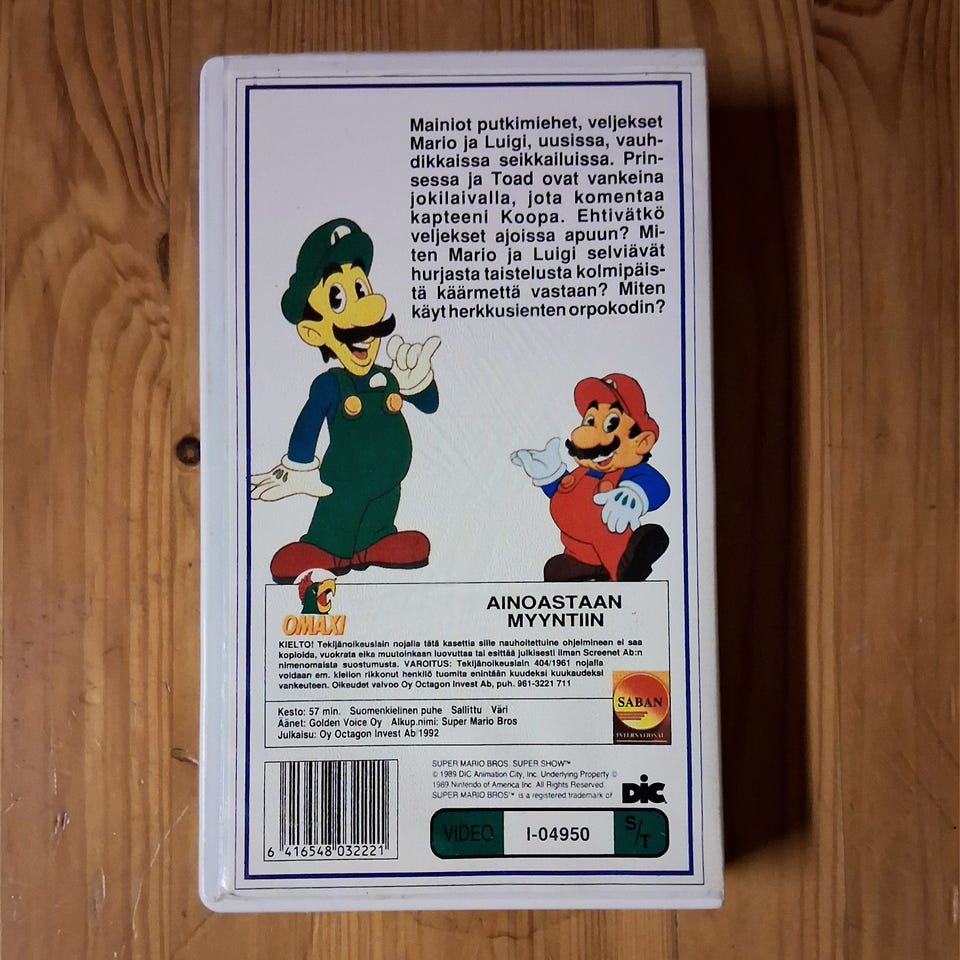 Mainiot putkimiehet, veljekset
Mario ja Luigi, uusissa, vauh-
dikkaissa seikkailuissa. Prin-
sessa ja Toad ovat vankeina
jokilaivalla, jota komentaa
kapteeni Koopa. Ehtivätkö
veljekset ajoissa apuun? Mi-
ten Mario ja Luigi selviävät
hurjasta taistelusta kolmipäis-
tä käärmettä vastaan? Miten
käyt herkkusienten orpokodin?
L
OMAXI
AINOASTAAN
MYYNTIIN
KIELTO! Tekijänoikeuslain nojalla tätä kasettia sille nauhoitettuine ohjelmineen ei saa
kopioida, vuokrata eika muutoinkaan luovuttaa tai esittää julkisesti ilman Screenet Ab:n
nimenomaista suostumusta. VAROITUS: Tekijänoikeuslain 404/1961 nojalla
voidaan em. kiellon rikkonut henkilö tuomita enintään kuudeksi kuukaudeksi
vankeuteen. Oikeudet valvoo Oy Octagon Invest Ab, puh. 961-3221 711
SABAN
INTERNATIONAL
Kesto: 57 min. Suomenkielinen puhe Sallittu Väri
Äänet: Golden Voice Oy Alkup.nimi: Super Mario Bros
Julkaisu: Oy Octagon Invest Ab 1992
SUPER MARIO BROS. SUPER SHOW™
© 1989 DIC Animation City, Inc. Underlying Property ©
1989 Nintendo of America Inc. All Rights Reserved.
SUPER MARIO BROS™ is a registered trademark of
DIC
VIDEO I-04950 S/T
6 416548 032221